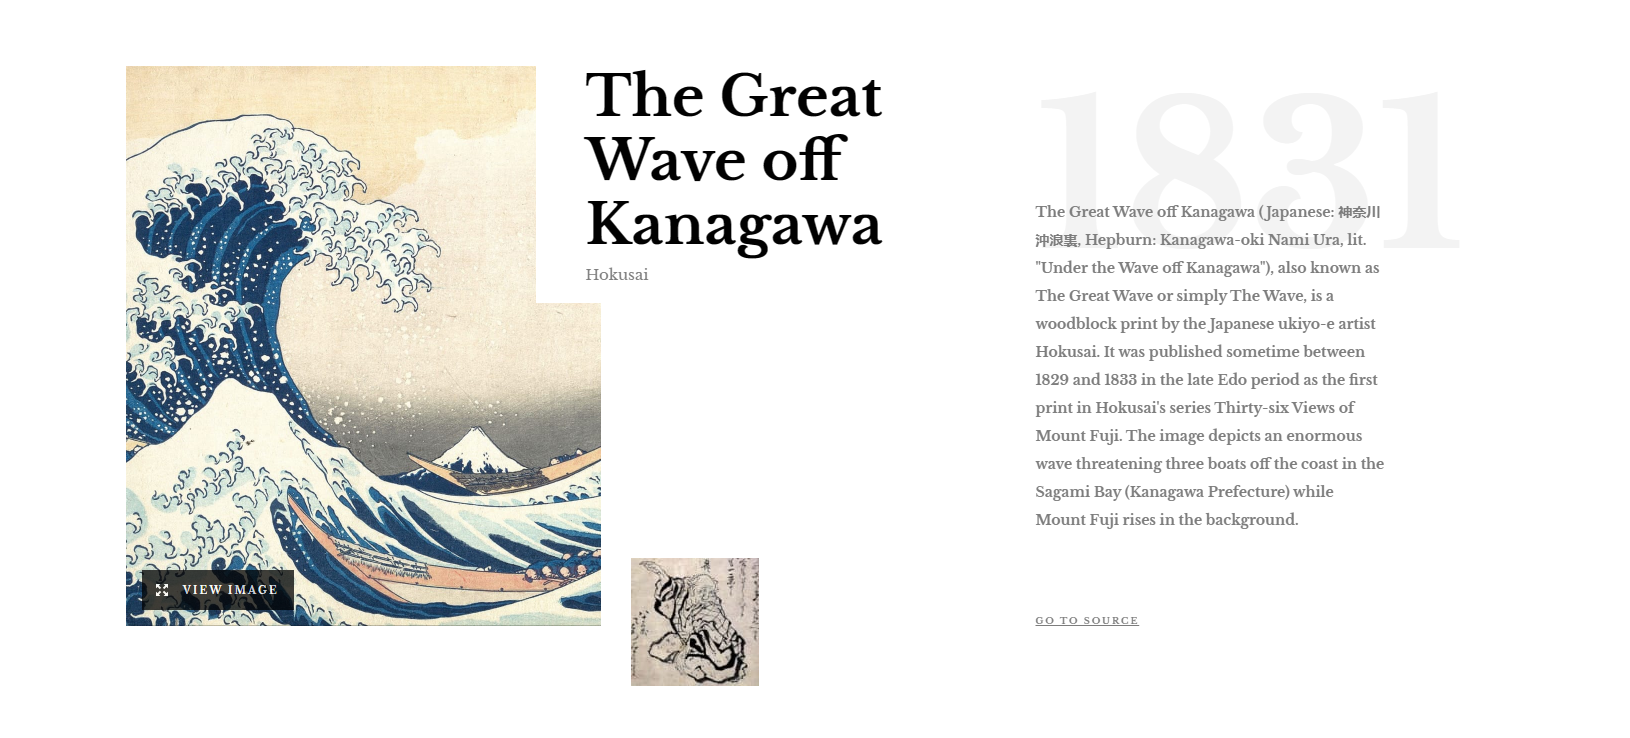 The Great
Wave off
Kanagawa
Hokusai
VIEW IMAGE
1831
The Great Wave off Kanagawa (Japanese: 神奈川
沖浪裏, Hepburn: Kanagawa-oki Nami Ura, lit.
"Under the Wave off Kanagawa"), also known as
The Great Wave or simply The Wave, is a
woodblock print by the Japanese ukiyo-e artist
Hokusai. It was published sometime between
1829 and 1833 in the late Edo period as the first
print in Hokusai's series Thirty-six Views of
Mount Fuji. The image depicts an enormous
wave threatening three boats off the coast in the
Sagami Bay (Kanagawa Prefecture) while
Mount Fuji rises in the background.
GO TO SOURCE